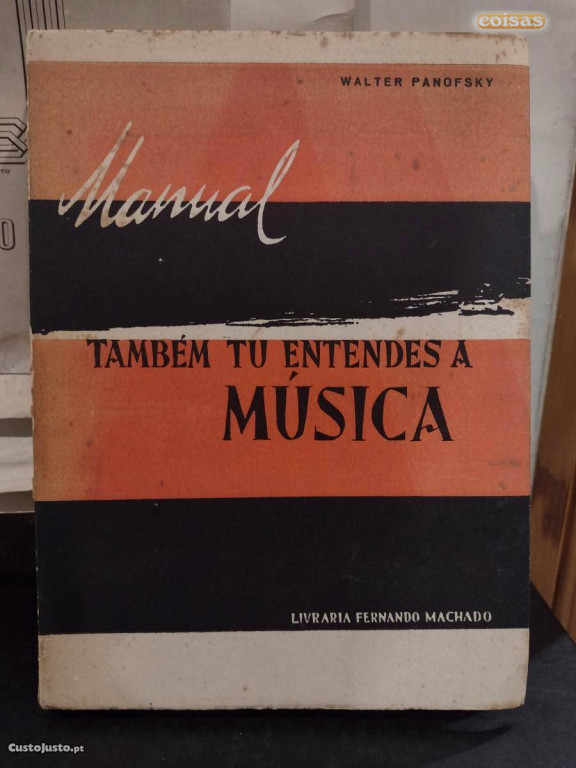 coisas
WALTER PANOFSKY
Manual
TAMBÉM TU ENTENDES A
MÚSICA
LIVRARIA FERNANDO MACHADO
CustoJusto.pt